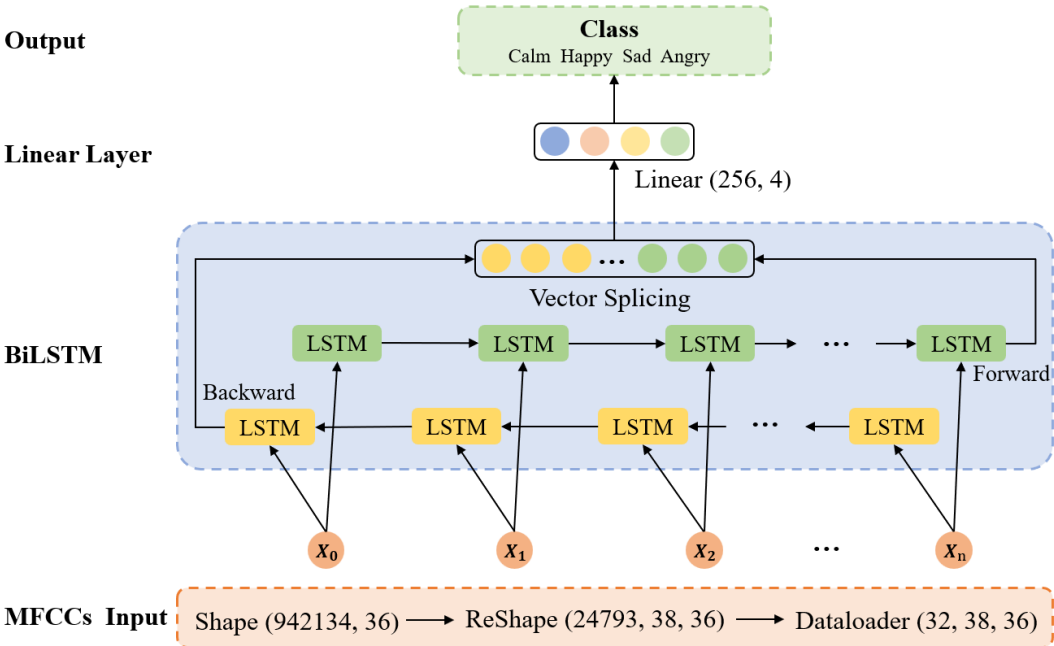 Output
Class
Calm Happy Sad Angry
Linear Layer
Linear (256, 4)
...
Vector Splicing
BiLSTM
LSTM LSTM LSTM ... LSTM
Backward Forward
LSTM LSTM LSTM ... LSTM
X0 X1 X2 ... Xn
MFCCs Input
Shape (942134, 36) ReShape (24793, 38, 36) Dataloader (32, 38, 36)